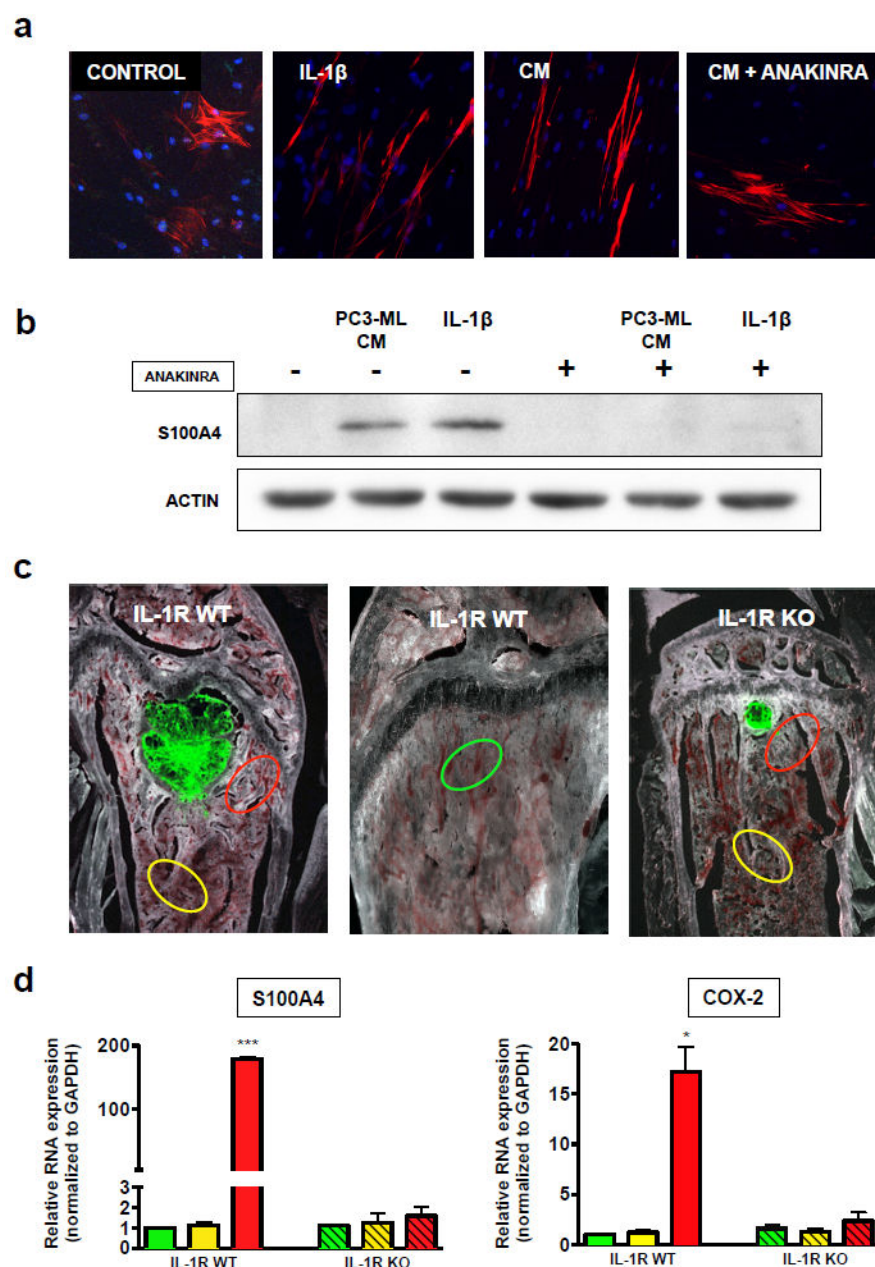 a
CONTROL
IL-1β
CM
CM + ANAKINRA
b
PC3-ML
CM
IL-1β
PC3-ML
CM
IL-1β
ANAKINRA
-
-
-
+
+
+
S100A4
ACTIN
c
IL-1R WT
IL-1R WT
IL-1R KO
d
S100A4
COX-2
Relative RNA expression
(normalized to GAPDH)
200
100
3
2
1
0
***
IL-1R WT
IL-1R KO
Relative RNA expression
(normalized to GAPDH)
20
15
10
5
0
*
IL-1R WT
IL-1R KO